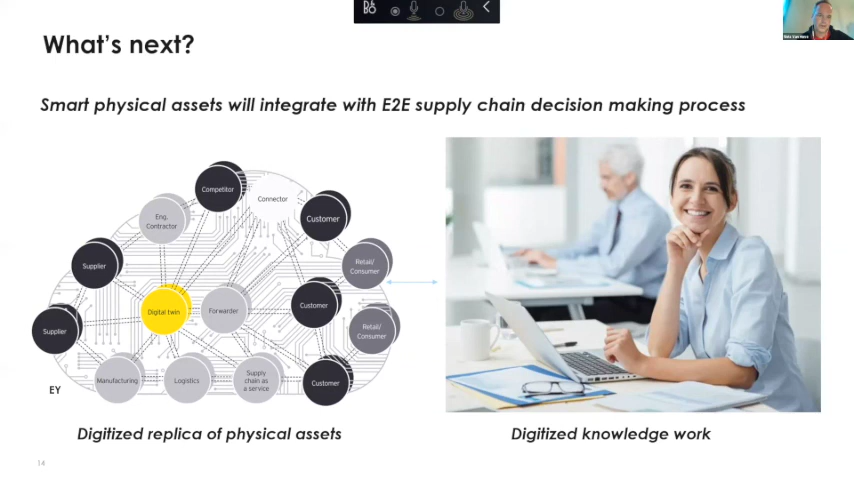 What's next?
Smart physical assets will integrate with E2E supply chain decision making process
Competitor
Connector
Eng.
Contractor
Customer
Supplier
Retail/
Consumer
Digital twin
Forwarder
Customer
Supplier
Retail/
Consumer
Manufacturing
Logistics
Supply
chain as
a service
Customer
EY
Digitized replica of physical assets
Digitized knowledge work
14